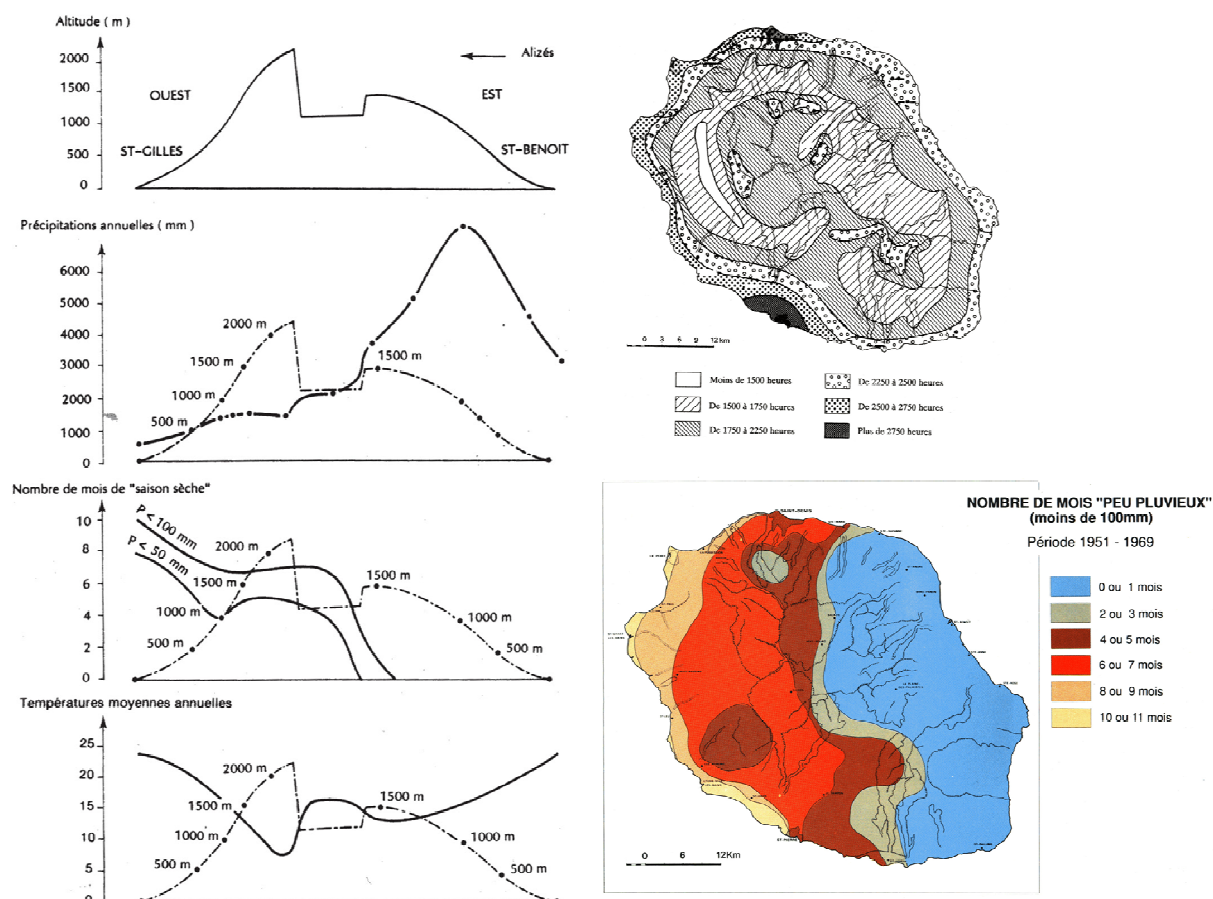 Altitude ( m )
2000
1500
1000
500
0
Alizés
OUEST
EST
ST-GILLES
ST-BENOIT
Précipitations annuelles ( mm )
6000
5000
4000
3000
2000
1000
0
2000 m
1500 m
1000 m
500 m
1500 m
Nombre de mois de "saison sèche"
10
8
6
4
2
0
P < 100 mm
P < 50 mm
2000 m
1500 m
1000 m
500 m
1500 m
1000 m
500 m
Températures moyennes annuelles
25
20
15
10
5
0
2000 m
1500 m
1000 m
500 m
1500 m
1000 m
500 m
0 3 6 9 12km
Moins de 1500 heures
De 1500 à 1750 heures
De 1750 à 2250 heures
De 2250 à 2500 heures
De 2500 à 2750 heures
Plus de 2750 heures
NOMBRE DE MOIS "PEU PLUVIEUX"
(moins de 100mm)
Période 1951 - 1969
0 ou 1 mois
2 ou 3 mois
4 ou 5 mois
6 ou 7 mois
8 ou 9 mois
10 ou 11 mois
0 6 12Km